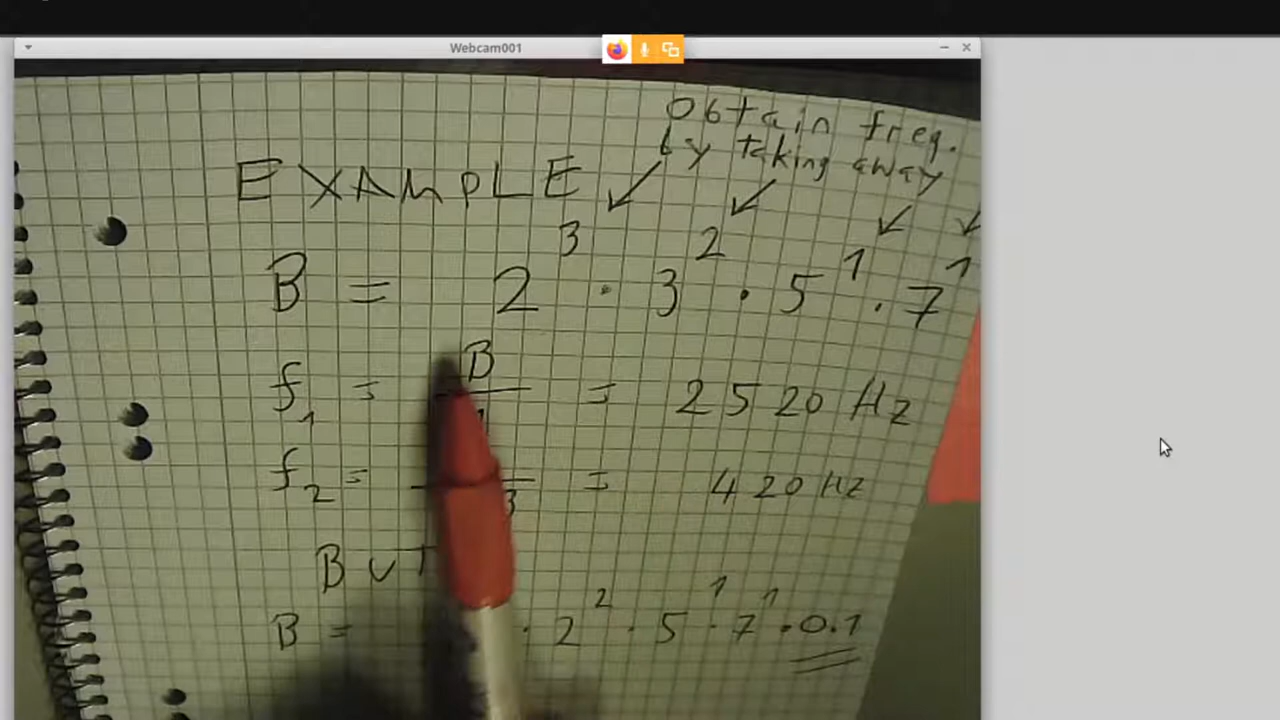 Webcam001
Obtain freq.
by taking away
EXAMPLE
B = 2³ · 3² · 5¹ · 7¹
f₁ = B = 2520 Hz
f₂ = 3 = 420 Hz
But
B = · 2² · 5¹ · 7¹ · 0.1